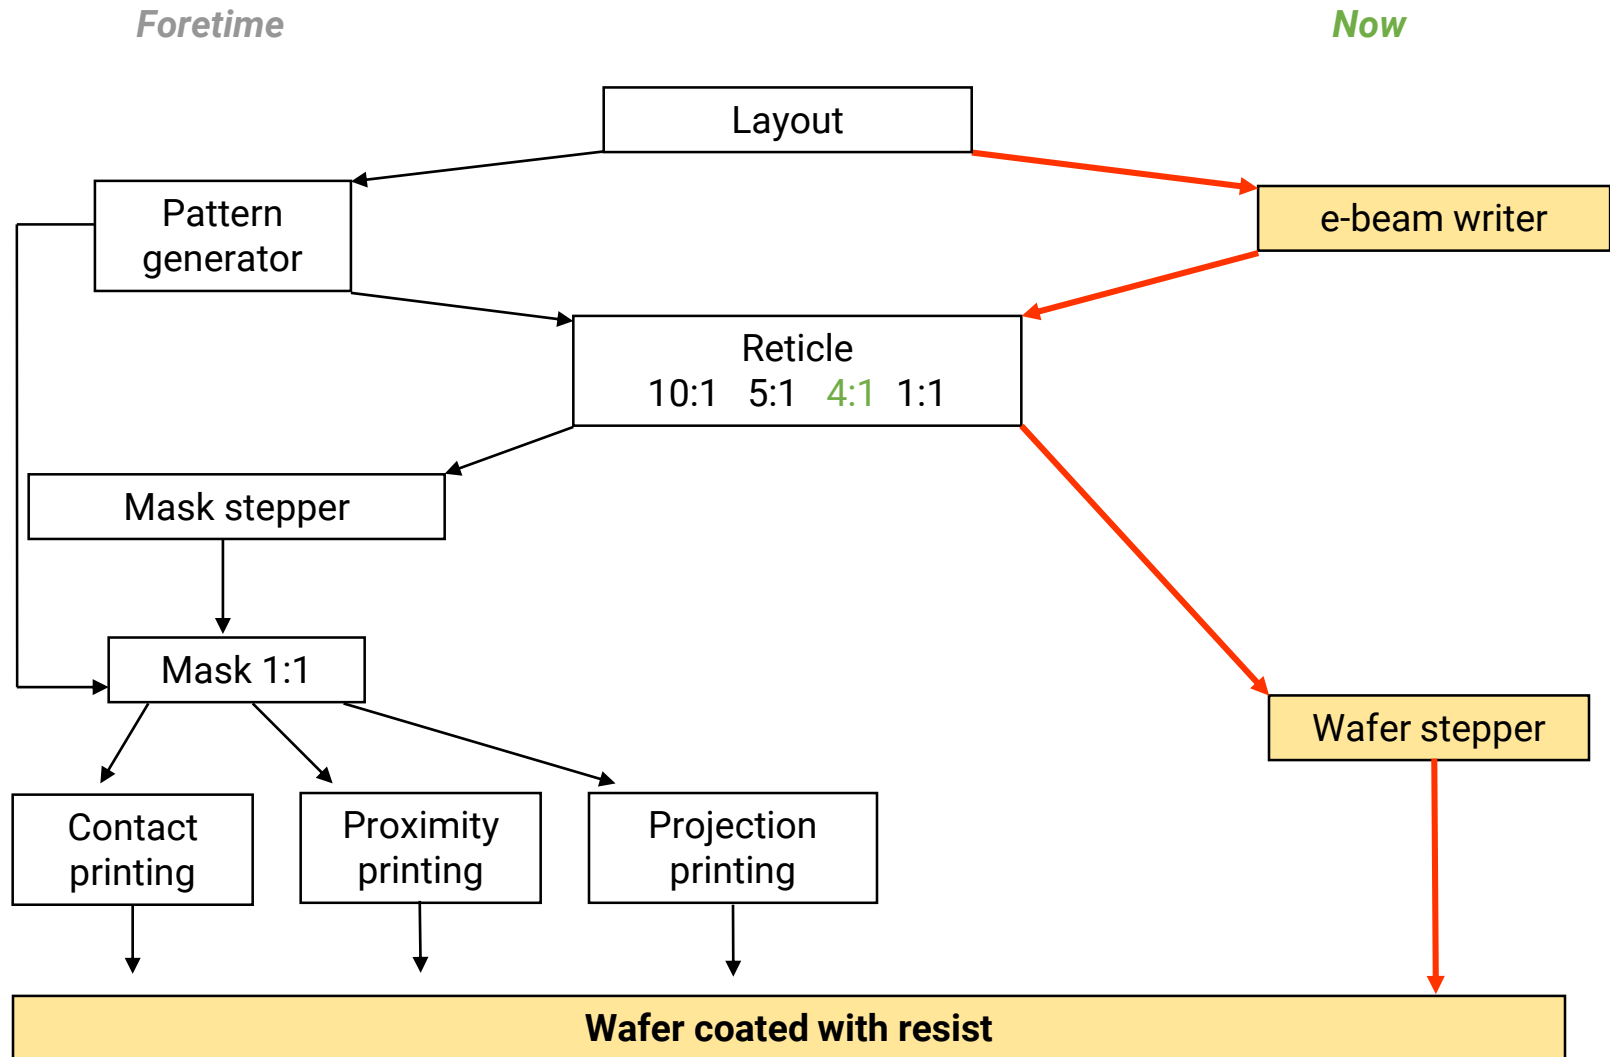 Foretime
Now
Layout
Pattern
generator
e-beam writer
Reticle
10:1 5:1 4:1 1:1
Mask stepper
Mask 1:1
Wafer stepper
Contact
printing
Proximity
printing
Projection
printing
Wafer coated with resist